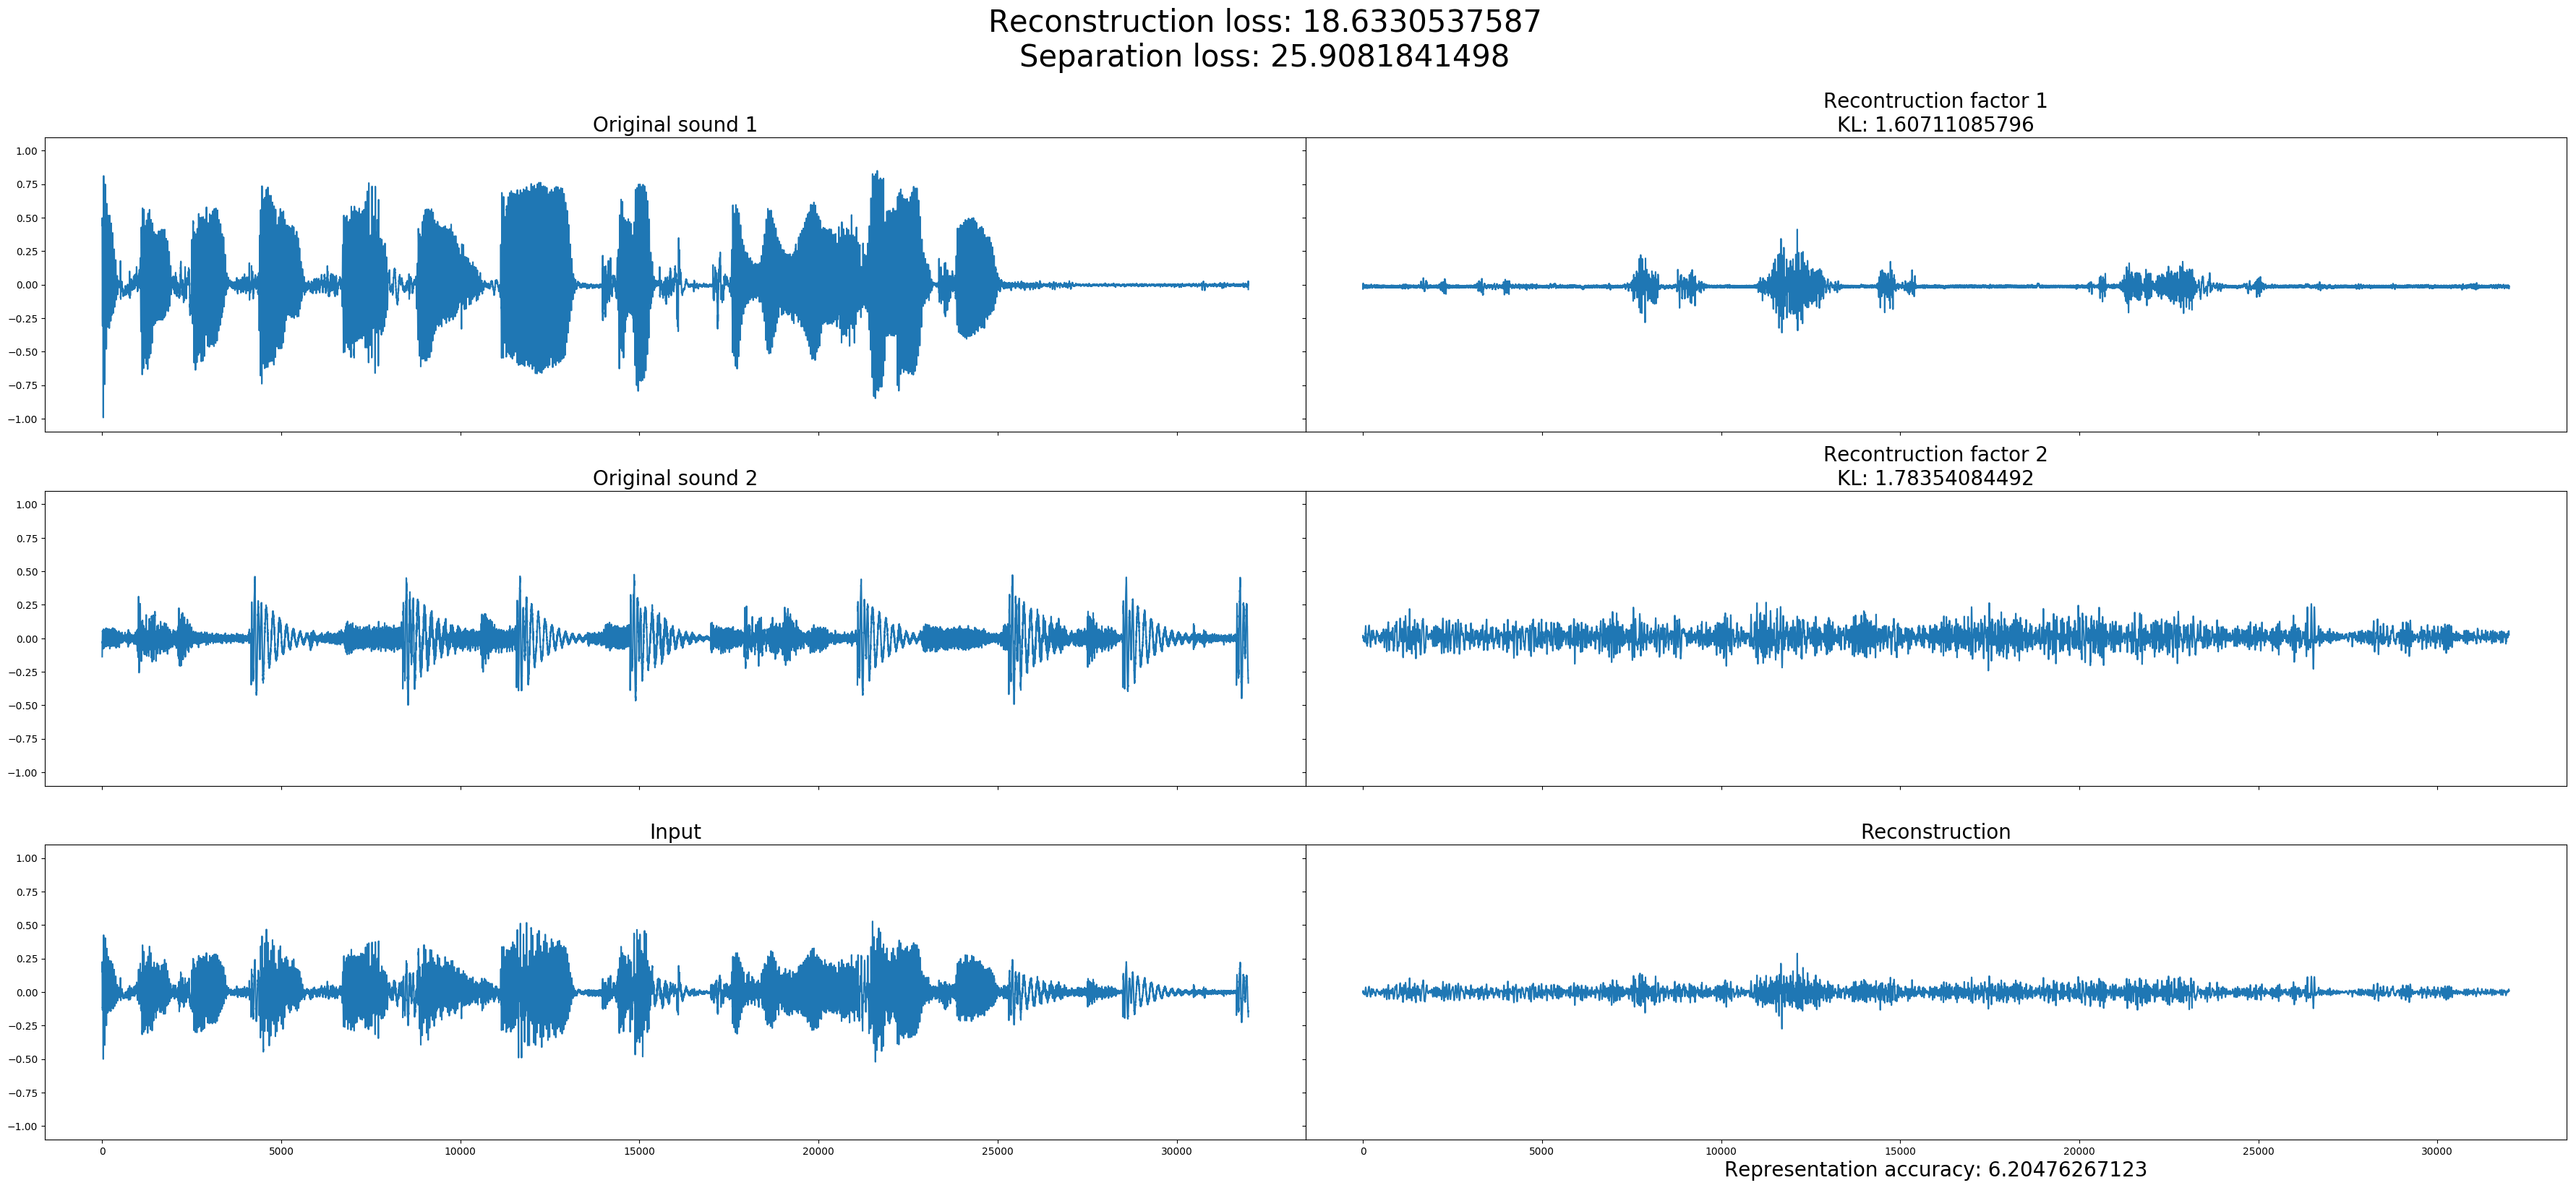 Reconstruction loss: 18.6330537587
Separation loss: 25.9081841498
Original sound 1
Recontruction factor 1
KL: 1.60711085796
1.00
0.75
0.50
0.25
0.00
−0.25
−0.50
−0.75
−1.00
Original sound 2
Recontruction factor 2
KL: 1.78354084492
1.00
0.75
0.50
0.25
0.00
−0.25
−0.50
−0.75
−1.00
Input
Reconstruction
1.00
0.75
0.50
0.25
0.00
−0.25
−0.50
−0.75
−1.00
0 5000 10000 15000 20000 25000 30000
0 5000 10000 15000 20000 25000 30000
Representation accuracy: 6.20476267123